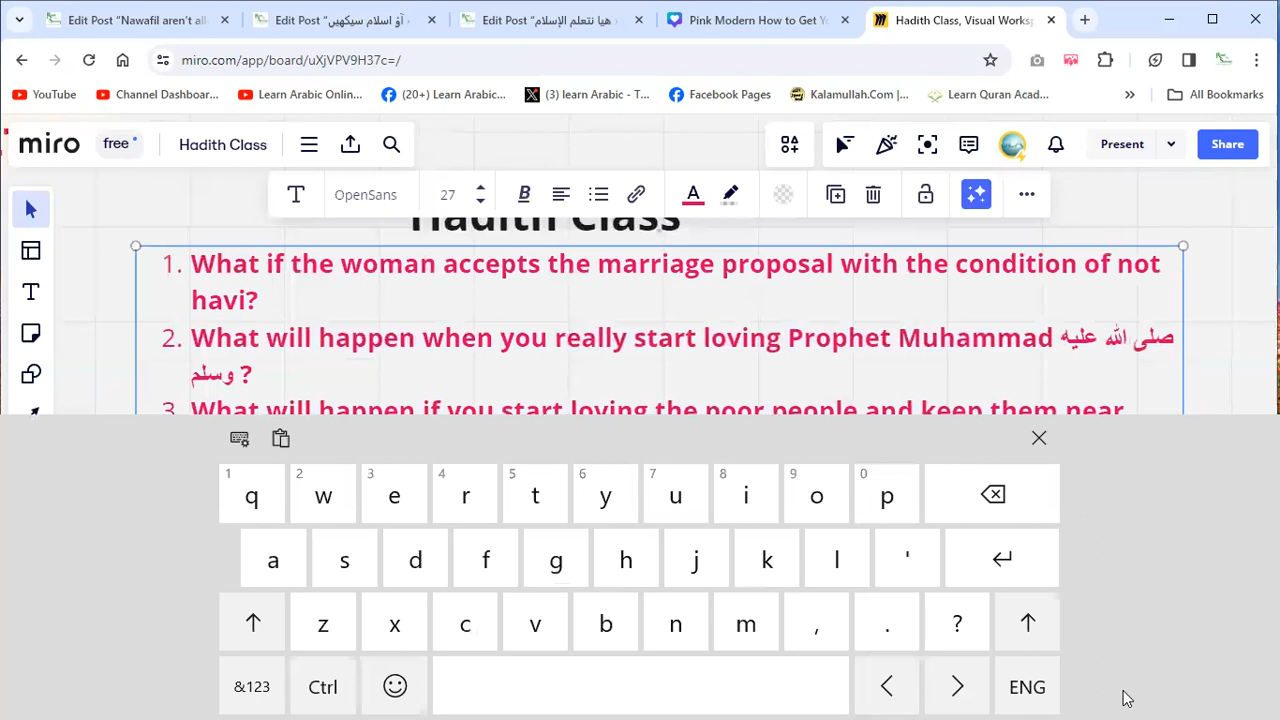 Edit Post “Nawafil aren’t all
Edit Post “آؤ اسلام سیکھیں
Edit Post “هيا نتعلم الإسلام
Pink Modern How to Get Yo
Hadith Class, Visual Works
miro.com/app/board/uXjVPV9H37c=/
YouTube
Channel Dashboar...
Learn Arabic Onlin...
(20+) Learn Arabic...
(3) learn Arabic - T...
Facebook Pages
Kalamullah.Com |...
Learn Quran Acad...
»
All Bookmarks
miro
free
Hadith Class
Present
Share
OpenSans
27
B
A
Hadith Class
1. What if the woman accepts the marriage proposal with the condition of not
havi?
2. What will happen when you really start loving Prophet Muhammad صلى الله عليه
وسلم ?
3. What will happen if you start loving the poor people and keep them near
1 q 2 w 3 e 4 r 5 t 6 y 7 u 8 i 9 o 0 p
a s d f g h j k l '
z x c v b n m , . ?
&123 Ctrl ENG